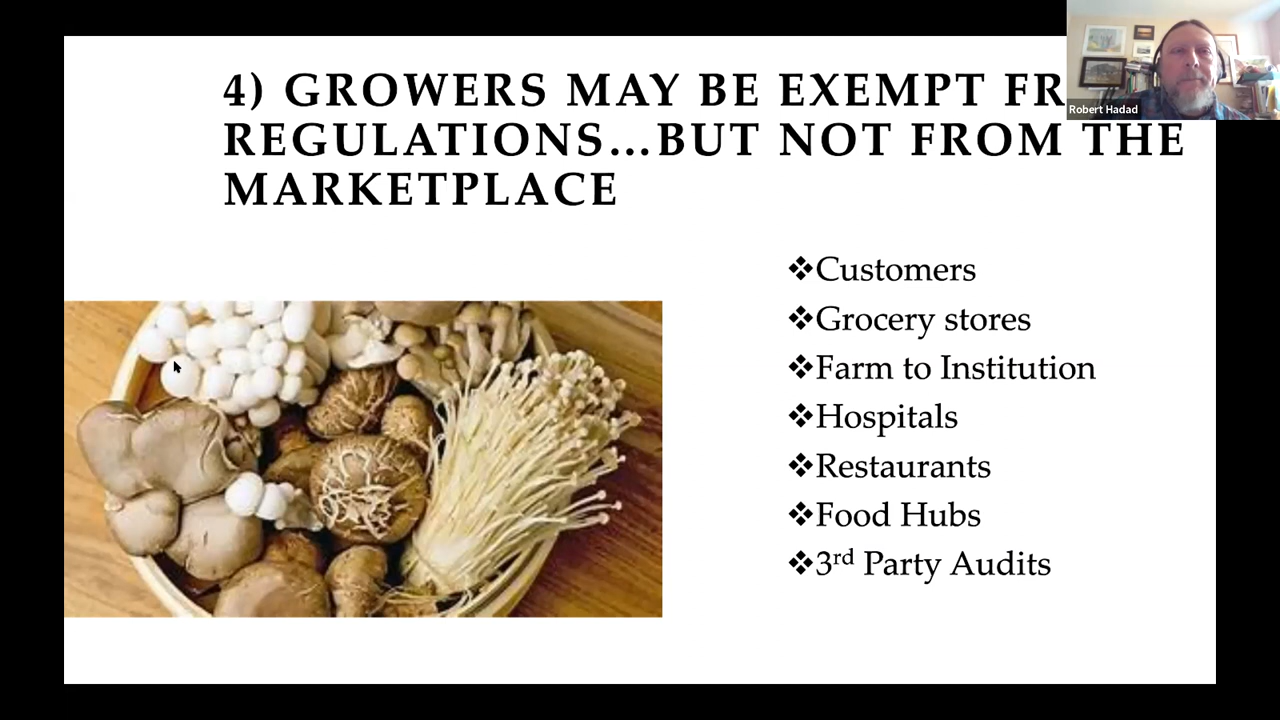 4) GROWERS MAY BE EXEMPT FR
REGULATIONS...BUT NOT FROM THE
MARKETPLACE
Robert Hadad
❖Customers
❖Grocery stores
❖Farm to Institution
❖Hospitals
❖Restaurants
❖Food Hubs
❖3rd Party Audits